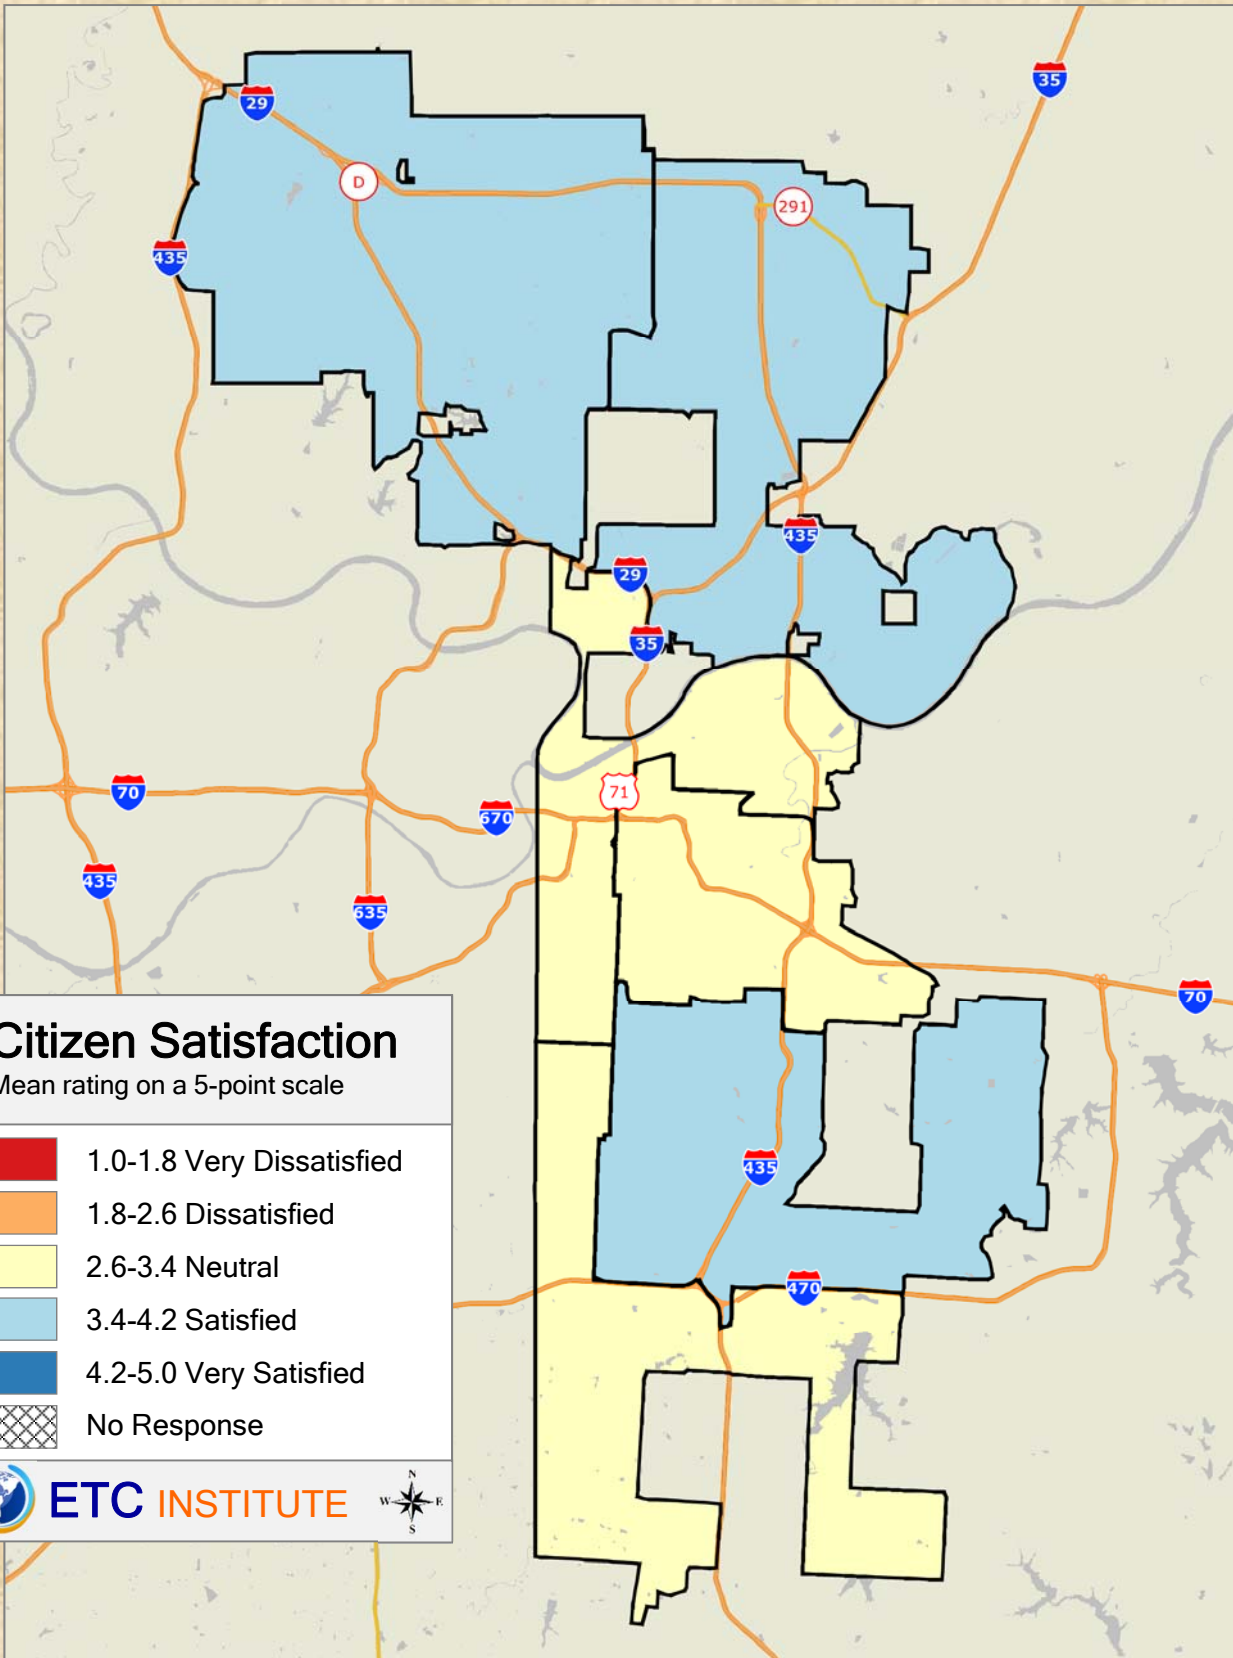 35
29
D
291
435
435
29
35
70
71
670
435
635
70
Citizen Satisfaction
Mean rating on a 5-point scale
1.0-1.8 Very Dissatisfied
1.8-2.6 Dissatisfied
2.6-3.4 Neutral
3.4-4.2 Satisfied
4.2-5.0 Very Satisfied
No Response
435
470
ETC INSTITUTE
N
W E
S